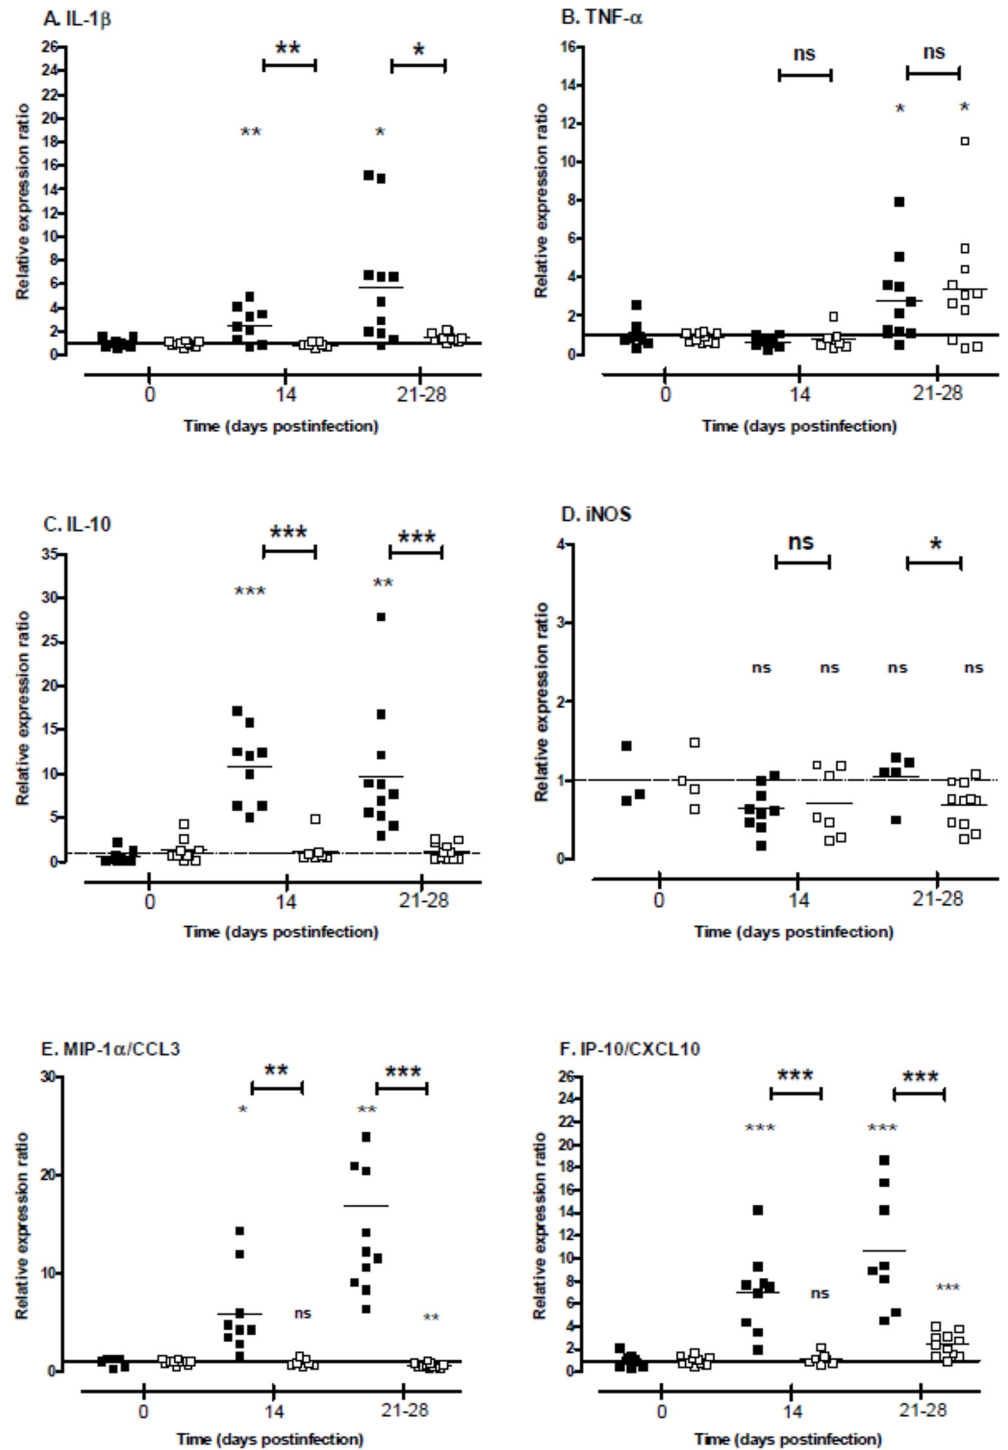 A. IL-1β
B. TNF-α
26
24
22
20
18
16
14
12
10
8
6
4
2
0
Relative expression ratio
** *
** *
0 14 21-28
Time (days postinfection)
16
14
12
10
8
6
4
2
0
Relative expression ratio
ns ns
* *
0 14 21-28
Time (days postinfection)
C. IL-10
D. iNOS
35
30
25
20
15
10
5
0
Relative expression ratio
*** ***
*** **
0 14 21-28
Time (days postinfection)
4
3
2
1
0
Relative expression ratio
ns *
ns ns ns ns
0 14 21-28
Time (days postinfection)
E. MIP-1α/CCL3
F. IP-10/CXCL10
30
20
10
0
Relative expression ratio
** ***
* **
ns **
0 14 21-28
Time (days postinfection)
26
24
22
20
18
16
14
12
10
8
6
4
2
0
Relative expression ratio
*** ***
*** ***
ns ***
0 14 21-28
Time (days postinfection)